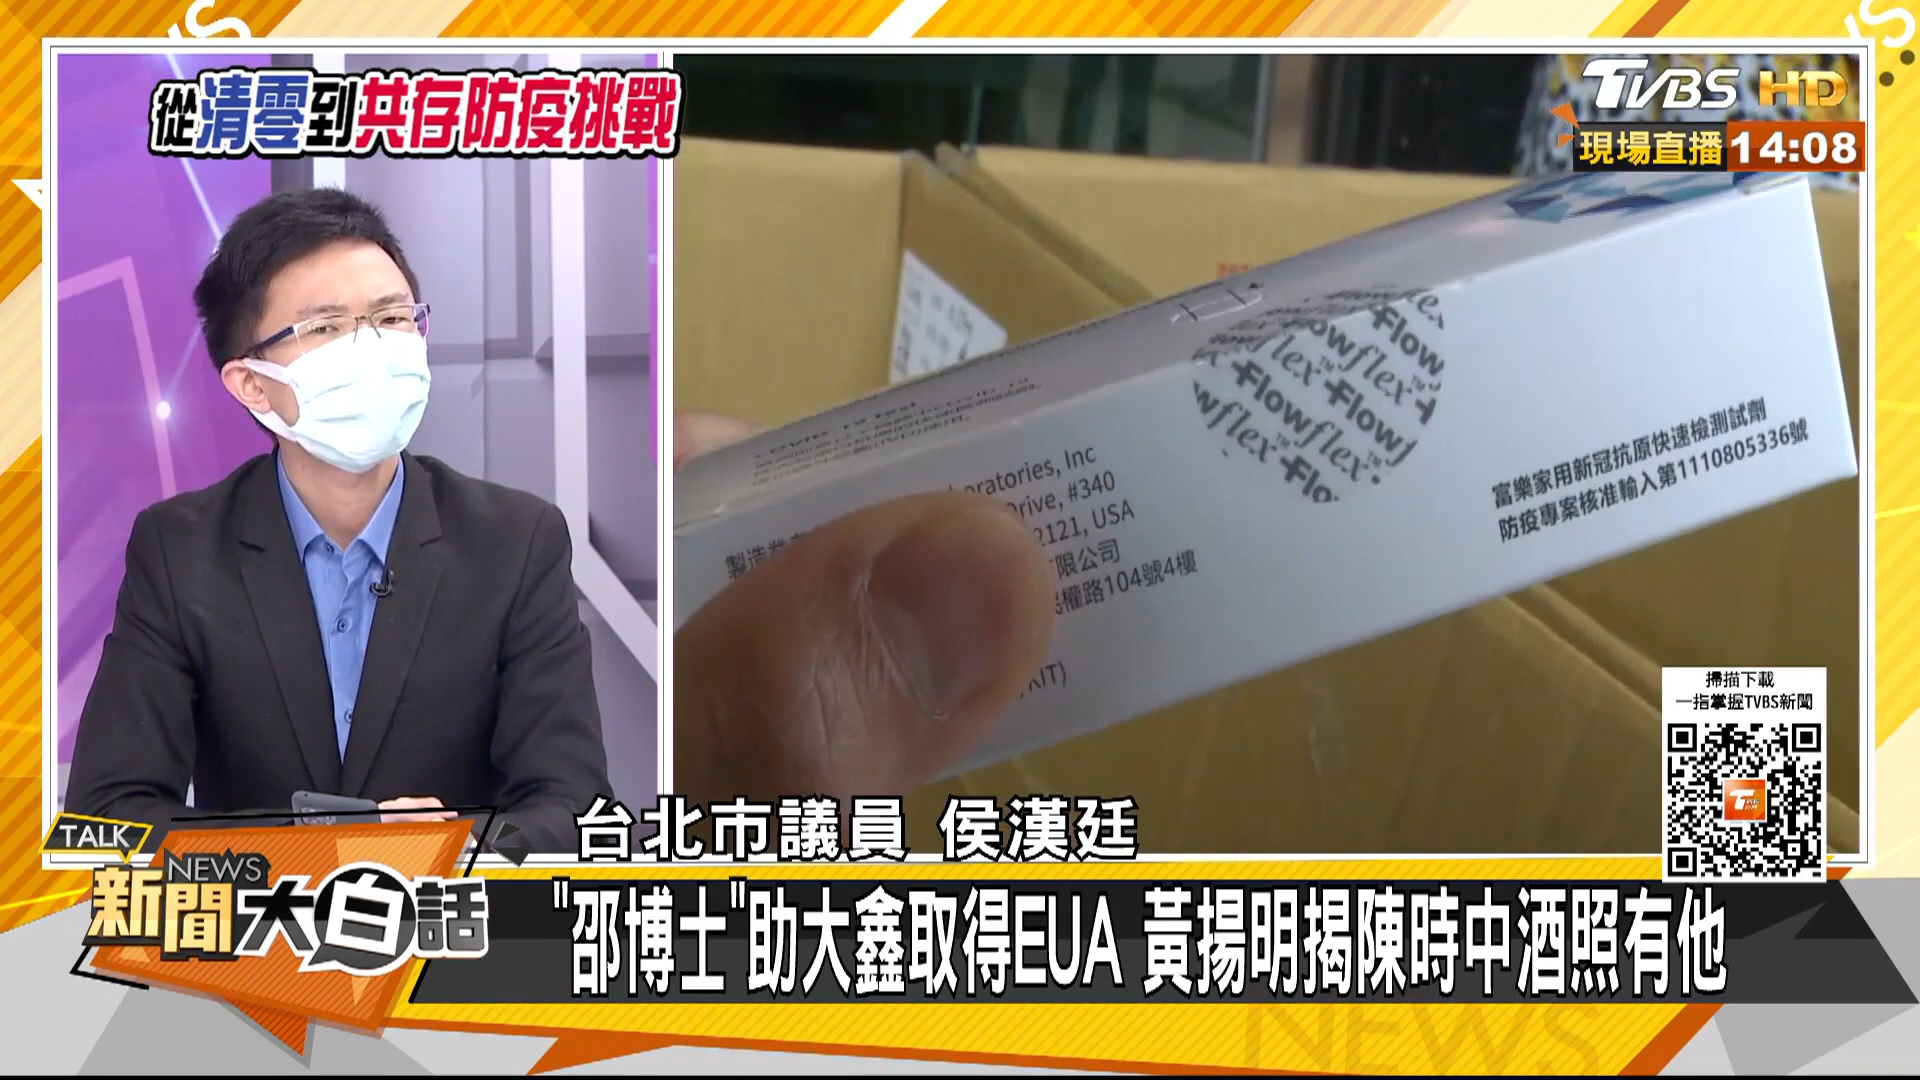 從清零到共存防疫挑戰
TVBS HD
現場直播 14:08
Flowflex
富樂家用新冠抗原快速檢測試劑
防疫專案核准輸入第1110805336號
oratories, Inc
Drive, #340
2121, USA
限公司
權路104號4樓
掃描下載
一指掌握TVBS新聞
台北市議員 侯漢廷
TALK
NEWS
新聞大白話
"邵博士"助大鑫取得EUA 黃揚明揭陳時中酒照有他
NEWS